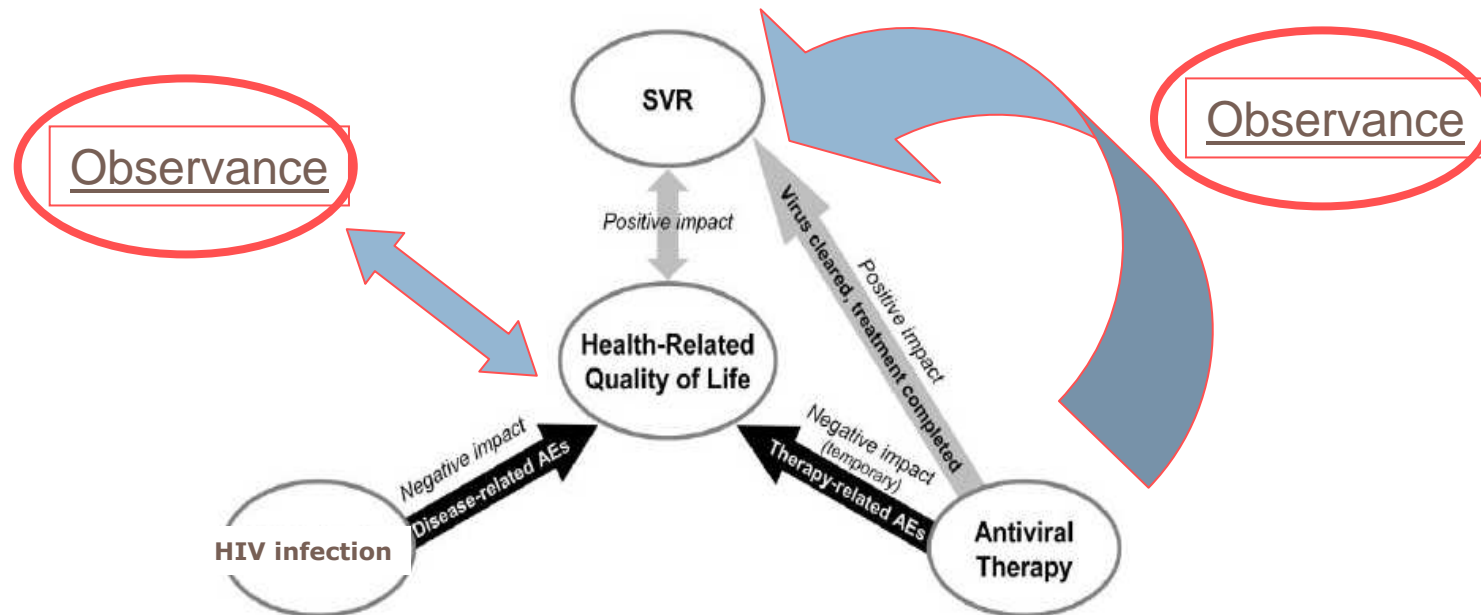 SVR
Observance
Observance
Positive impact
Virus cleared, treatment completed
Positive impact
Health-Related
Quality of Life
Negative impact
Disease-related AEs
Negative impact
(temporary)
Therapy-related AEs
HIV infection
Antiviral
Therapy